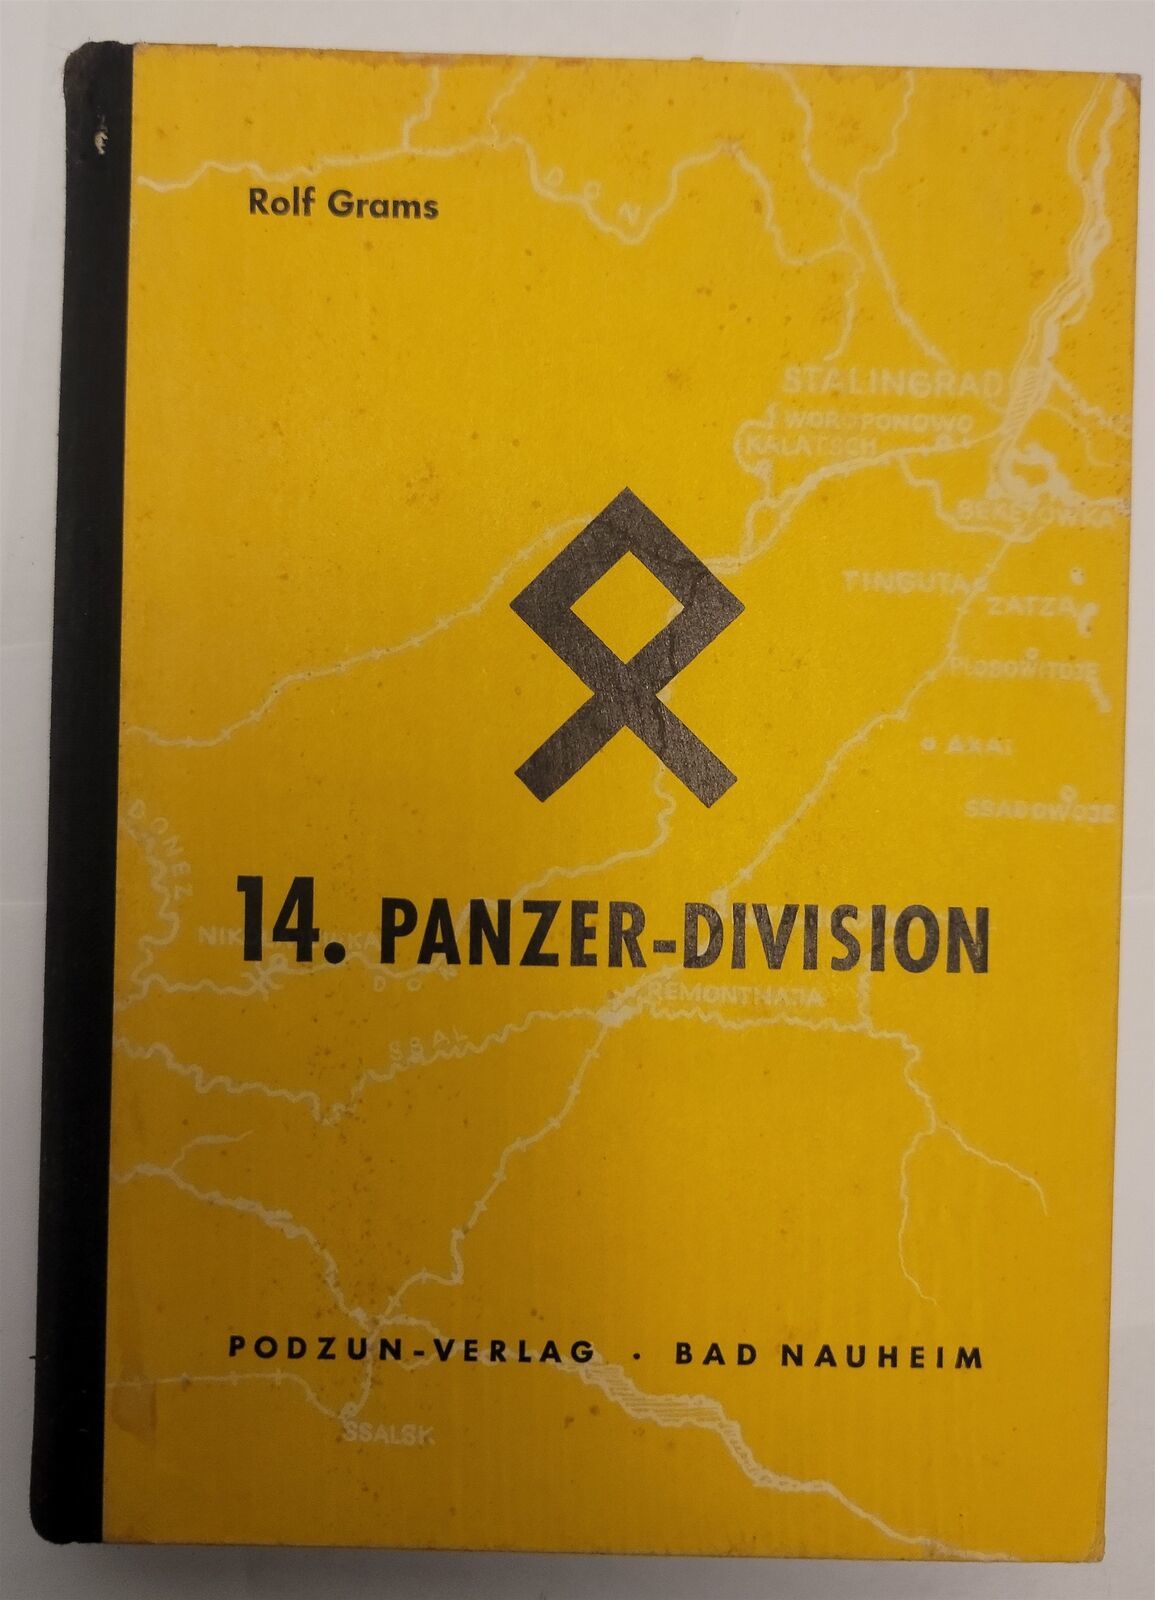 Rolf Grams
DON
STALINGRAD
WOROPONOWO
KALATSCH
BEKETOWKA
TINGUTA
ZATZA
PLODOWITOJE
AKAI
SSADOWOJE
DONEZ
14. PANZER-DIVISION
DON
REMONTNAJA
SSAL
PODZUN-VERLAG · BAD NAUHEIM
SSALSK